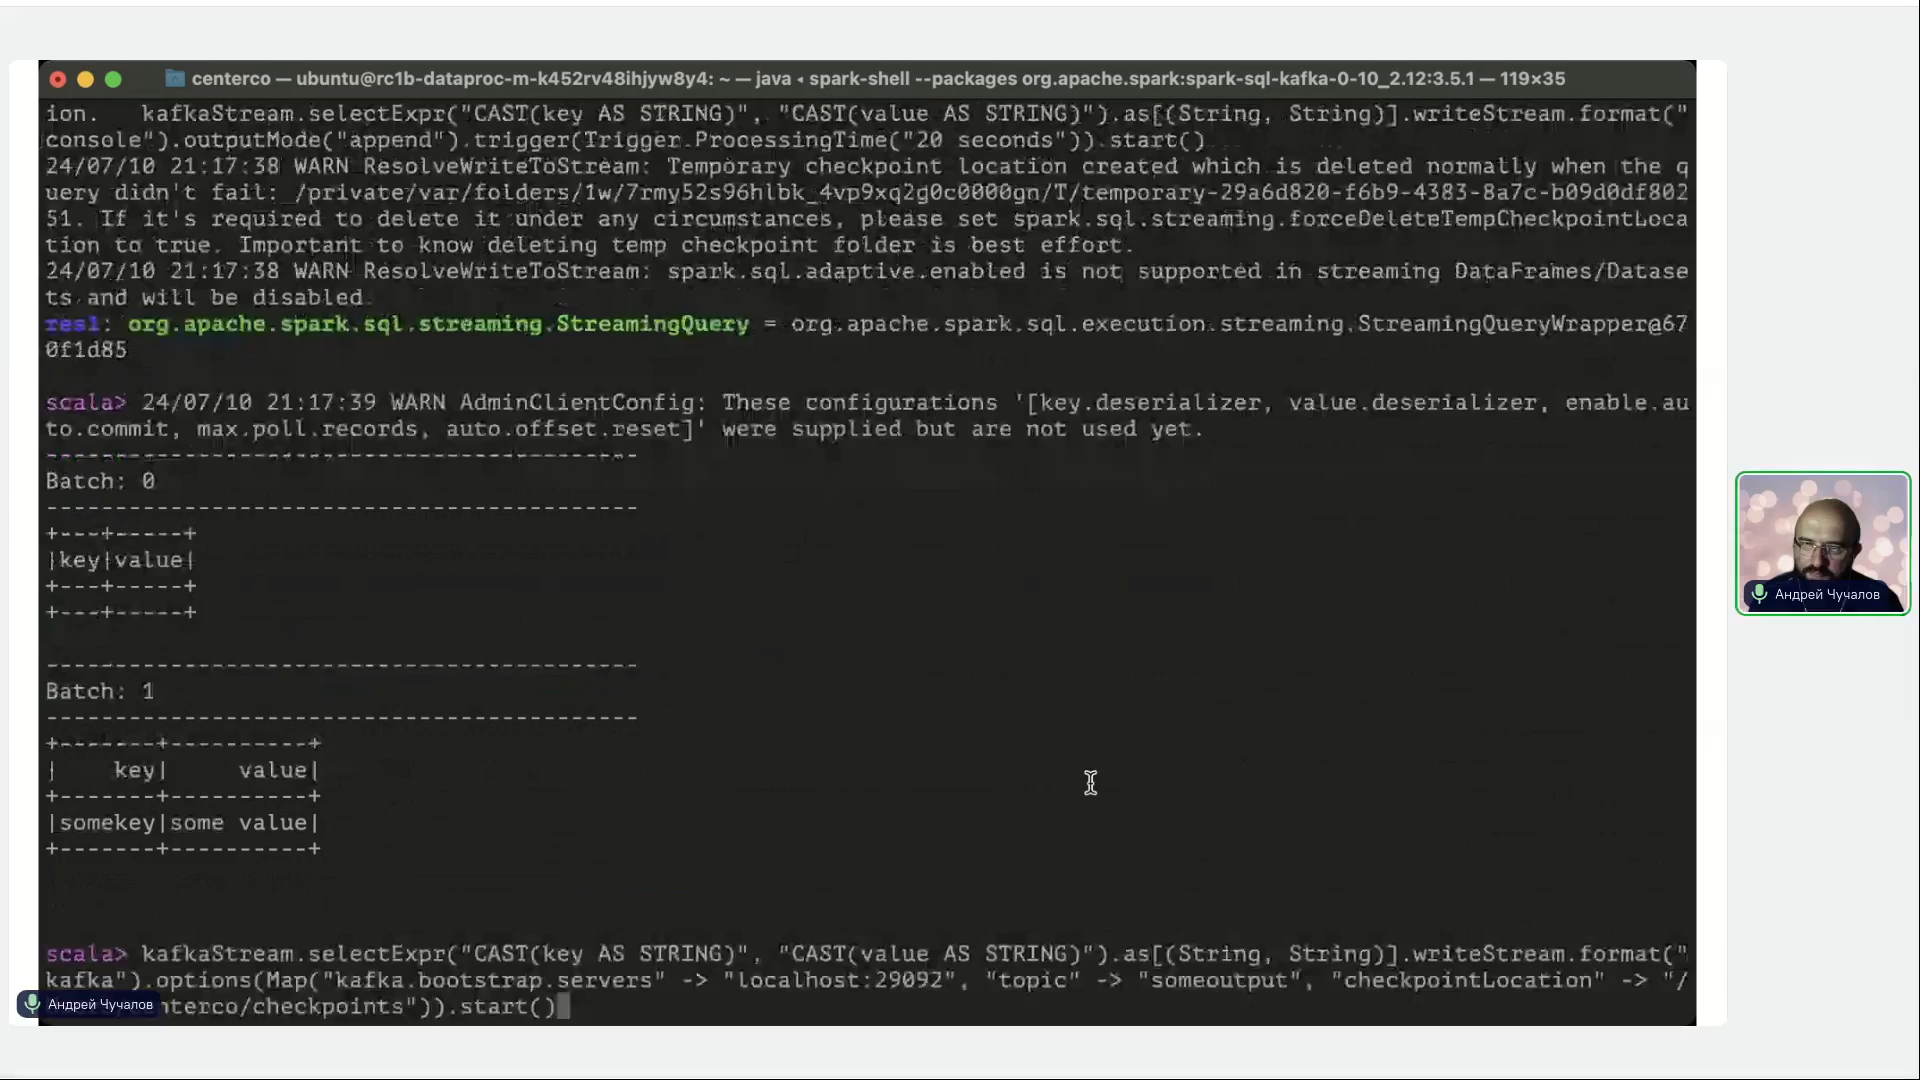 centerco — ubuntu@rc1b-dataproc-m-k452rv48ihjyw8y4: ~ — java ◂ spark-shell --packages org.apache.spark:spark-sql-kafka-0-10_2.12:3.5.1 — 119×35
ion.   kafkaStream.selectExpr("CAST(key AS STRING)", "CAST(value AS STRING)").as[(String, String)].writeStream.format("
console").outputMode("append").trigger(Trigger.ProcessingTime("20 seconds")).start()
24/07/10 21:17:38 WARN ResolveWriteToStream: Temporary checkpoint location created which is deleted normally when the q
uery didn't fail: /private/var/folders/1w/7rmy52s96hlbk_4vp9xq2g0c0000gn/T/temporary-29a6d820-f6b9-4383-8a7c-b09d0df802
51. If it's required to delete it under any circumstances, please set spark.sql.streaming.forceDeleteTempCheckpointLoca
tion to true. Important to know deleting temp checkpoint folder is best effort.
24/07/10 21:17:38 WARN ResolveWriteToStream: spark.sql.adaptive.enabled is not supported in streaming DataFrames/Datase
ts and will be disabled.
res1: org.apache.spark.sql.streaming.StreamingQuery = org.apache.spark.sql.execution.streaming.StreamingQueryWrapper@67
0f1d85
scala> 24/07/10 21:17:39 WARN AdminClientConfig: These configurations '[key.deserializer, value.deserializer, enable.au
to.commit, max.poll.records, auto.offset.reset]' were supplied but are not used yet.
-------------------------------------------
Batch: 0
-------------------------------------------
+---+-----+
|key|value|
+---+-----+
+---+-----+
-------------------------------------------
Batch: 1
-------------------------------------------
+-------+----------+
|    key|     value|
+-------+----------+
|somekey|some value|
+-------+----------+
scala> kafkaStream.selectExpr("CAST(key AS STRING)", "CAST(value AS STRING)").as[(String, String)].writeStream.format("
kafka").options(Map("kafka.bootstrap.servers" -> "localhost:29092", "topic" -> "someoutput", "checkpointLocation" -> "/
nterco/checkpoints")).start()
Андрей Чучалов
Андрей Чучалов